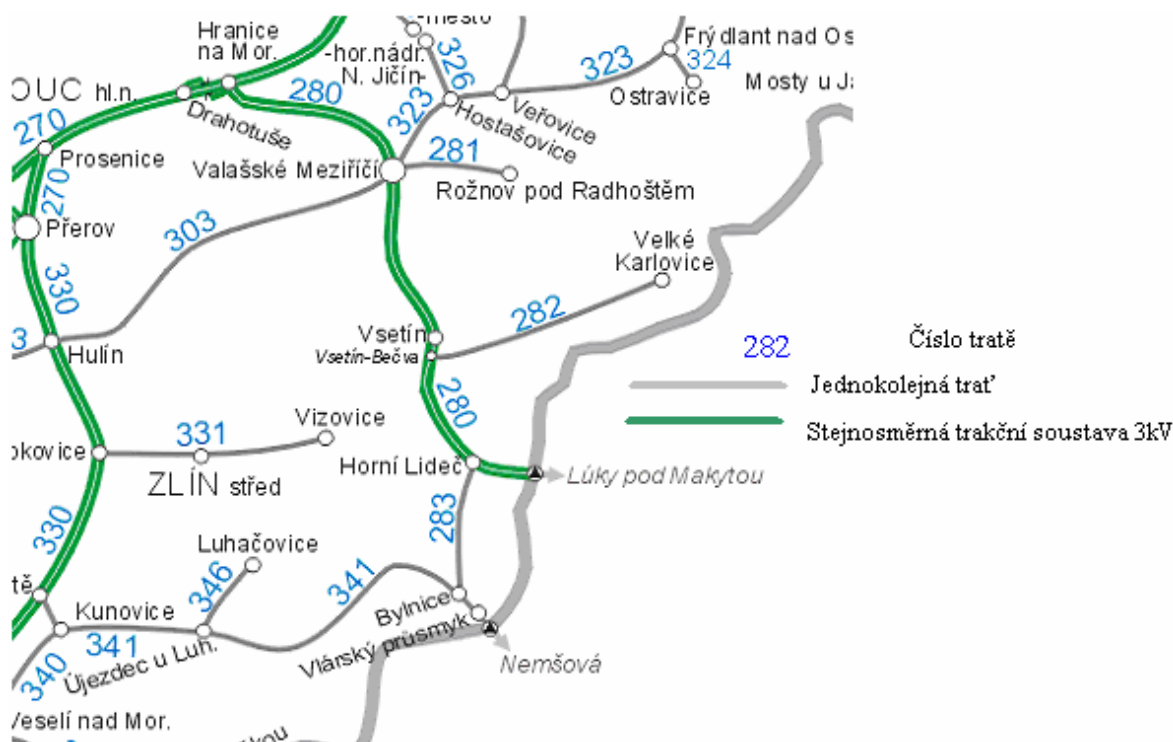 Hranice
na Mor.
-město
-hor.nádr.
N. Jičín-
326
323
Frýdlant nad Os
324
Ostravice
Mosty u Ja
OUC hl.n.
270
Drahotuše
280
323
Hostašovice
Veřovice
Prosenice
Valašské Meziříčí
281
Rožnov pod Radhoštěm
270
Přerov
303
330
Velké
Karlovice
282
3
Hulín
Vsetín
Vsetín-Bečva
282
Číslo tratě
Jednokolejná trať
Stejnosměrná trakční soustava 3kV
280
Vizovice
331
okovice
ZLÍN střed
Horní Lideč
Lúky pod Makytou
283
330
Luhačovice
346
341
tě
Kunovice
341
Bylnice
Vlárský průsmyk
340
Újezdec u Luh.
Nemšová
Veselí nad Mor.